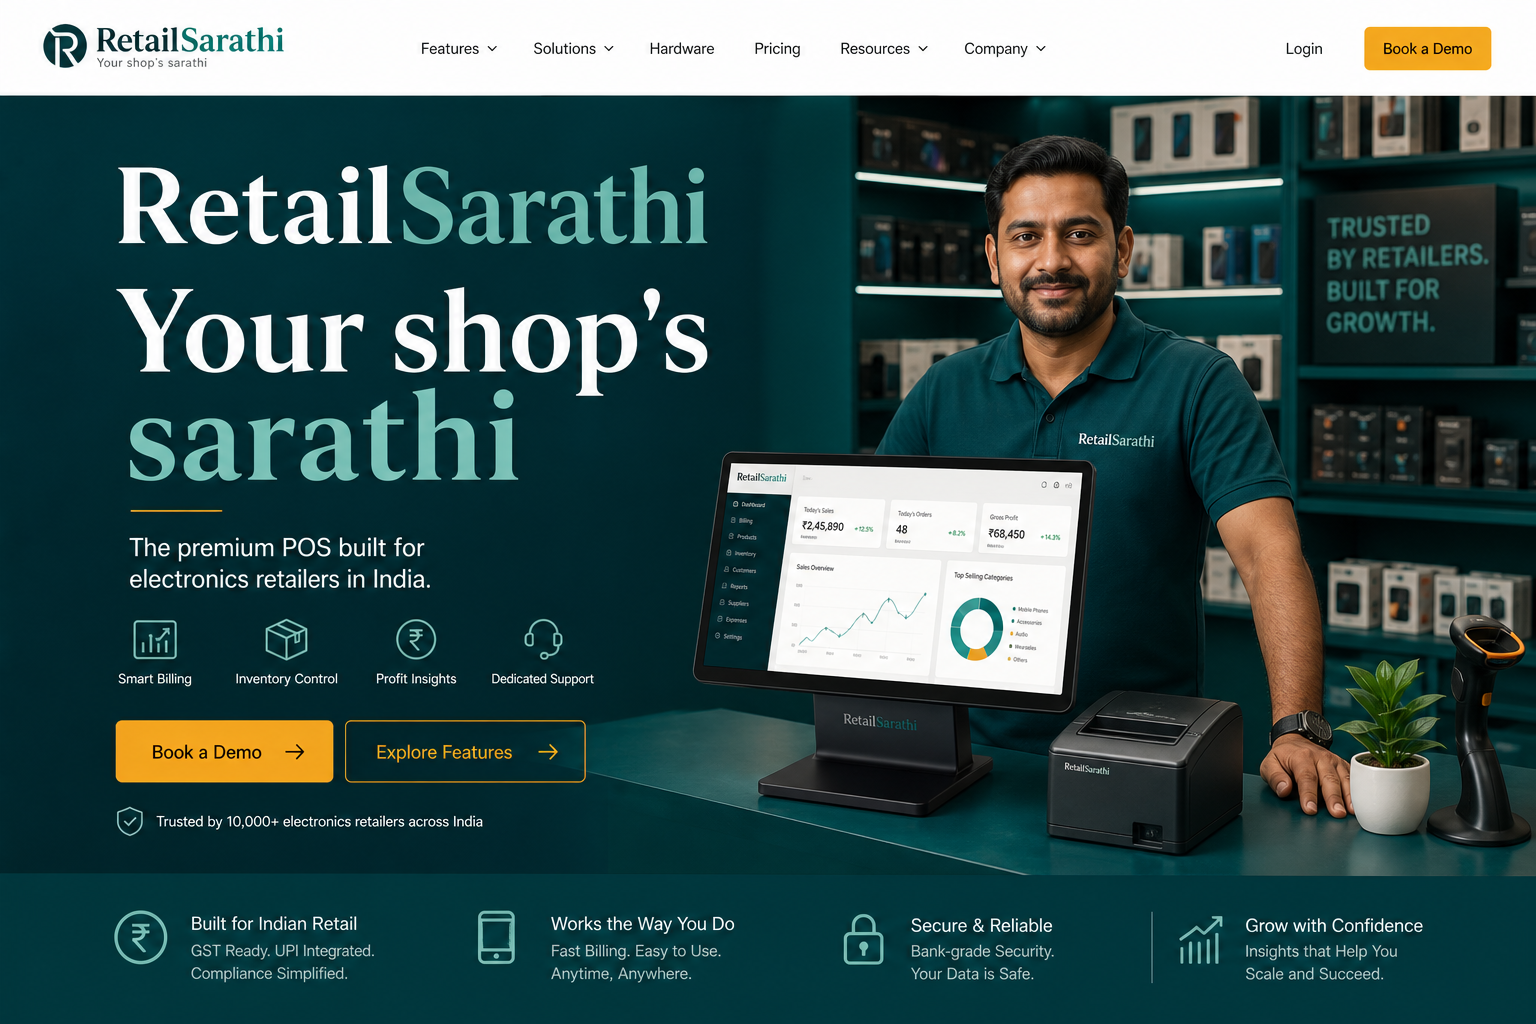 RetailSarathi
Your shop's sarathi
Features
Solutions
Hardware
Pricing
Resources
Company
Login
Book a Demo
RetailSarathi
Your shop's
sarathi
The premium POS built for
electronics retailers in India.
Smart Billing
Inventory Control
Profit Insights
Dedicated Support
Book a Demo
Explore Features
Trusted by 10,000+ electronics retailers across India
TRUSTED
BY RETAILERS.
BUILT FOR
GROWTH.
RetailSarathi
RetailSarathi
Dashboard
Billing
Products
Inventory
Customers
Reports
Suppliers
Expenses
Settings
Today's Sales
₹2,45,890
+12.5%
Today's Orders
48
+8.2%
Gross Profit
₹68,450
+14.3%
Sales Overview
Top Selling Categories
Mobile Phones
Accessories
Audio
Wearables
Others
RetailSarathi
RetailSarathi
Built for Indian Retail
GST Ready. UPI Integrated.
Compliance Simplified.
Works the Way You Do
Fast Billing. Easy to Use.
Anytime, Anywhere.
Secure & Reliable
Bank-grade Security.
Your Data is Safe.
Grow with Confidence
Insights that Help You
Scale and Succeed.